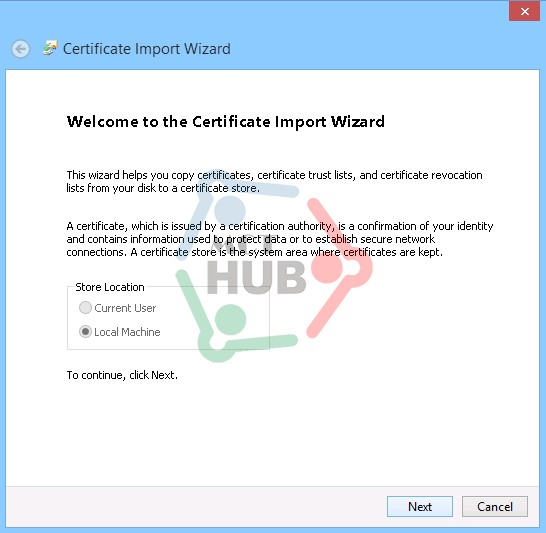 Certificate Import Wizard
Welcome to the Certificate Import Wizard
This wizard helps you copy certificates, certificate trust lists, and certificate revocation
lists from your disk to a certificate store.
A certificate, which is issued by a certification authority, is a confirmation of your identity
and contains information used to protect data or to establish secure network
connections. A certificate store is the system area where certificates are kept.
HUB
Store Location
Current User
Local Machine
To continue, click Next.
Next
Cancel